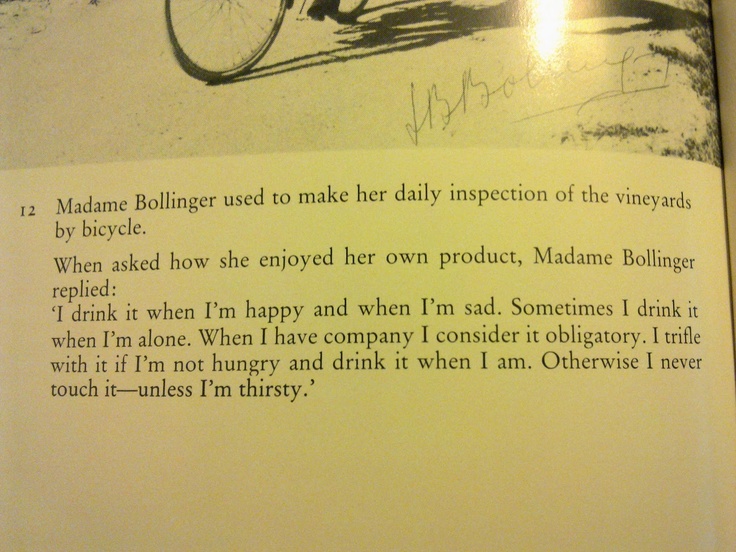 12 Madame Bollinger used to make her daily inspection of the vineyards
by bicycle.
When asked how she enjoyed her own product, Madame Bollinger
replied:
‘I drink it when I’m happy and when I’m sad. Sometimes I drink it
when I’m alone. When I have company I consider it obligatory. I trifle
with it if I’m not hungry and drink it when I am. Otherwise I never
touch it—unless I’m thirsty.’